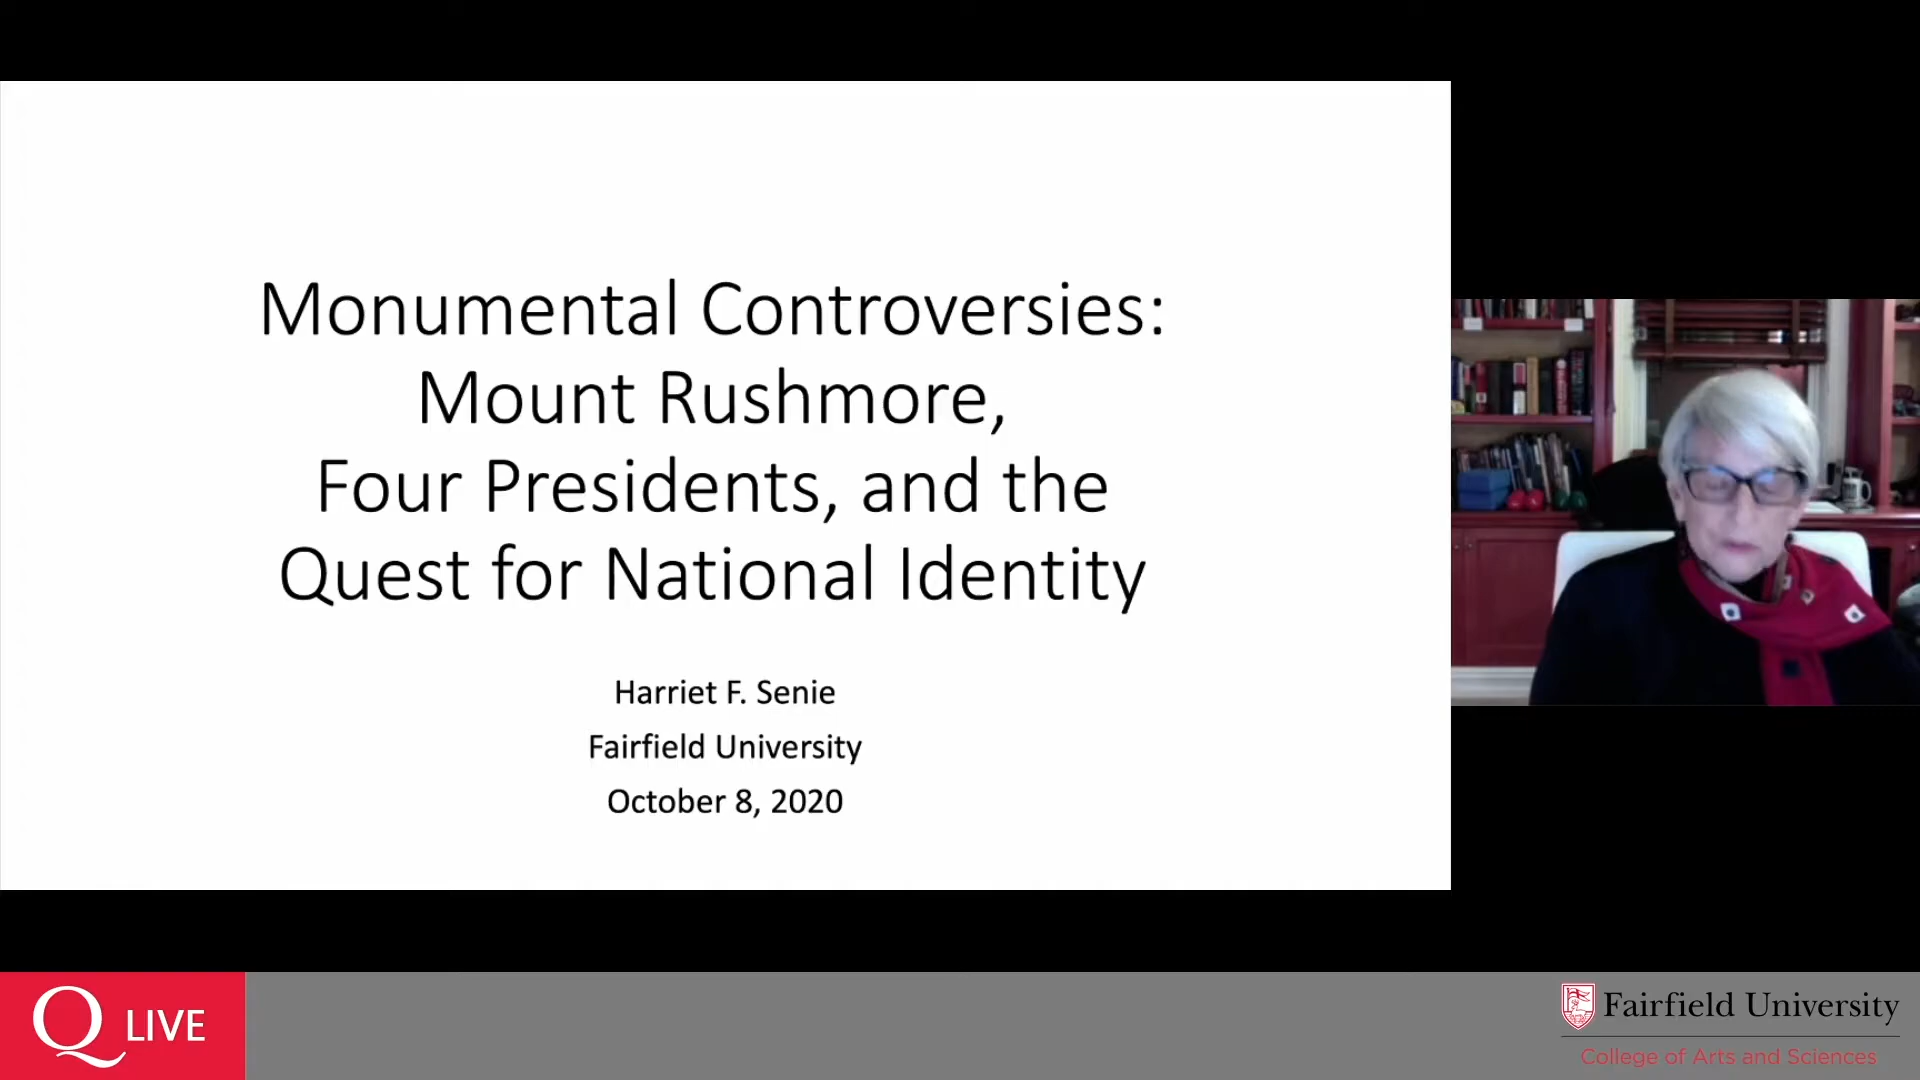 Monumental Controversies:
Mount Rushmore,
Four Presidents, and the
Quest for National Identity
Harriet F. Senie
Fairfield University
October 8, 2020
Q LIVE
Fairfield University
College of Arts and Sciences